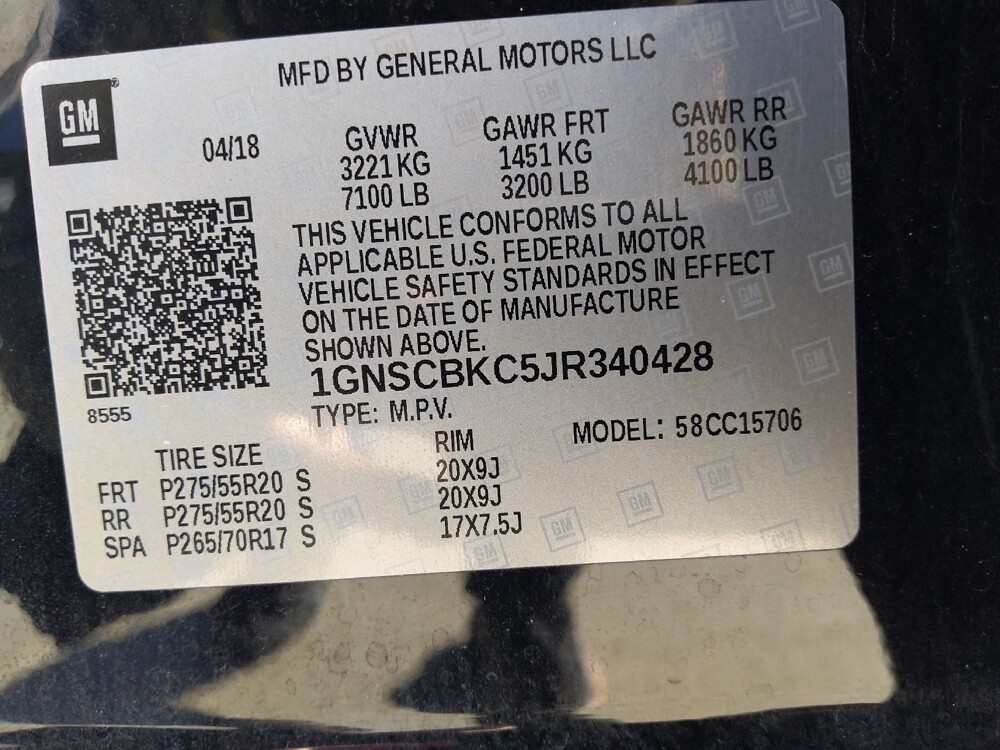 MFD BY GENERAL MOTORS LLC
GM®
04/18
GVWR GAWR FRT GAWR RR
3221 KG 1451 KG 1860 KG
7100 LB 3200 LB 4100 LB
THIS VEHICLE CONFORMS TO ALL
APPLICABLE U.S. FEDERAL MOTOR
VEHICLE SAFETY STANDARDS IN EFFECT
ON THE DATE OF MANUFACTURE
SHOWN ABOVE.
1GNSCBKC5JR340428
8555
TYPE: M.P.V. MODEL: 58CC15706
TIRE SIZE RIM
FRT P275/55R20 S 20X9J
RR P275/55R20 S 20X9J
SPA P265/70R17 S 17X7.5J